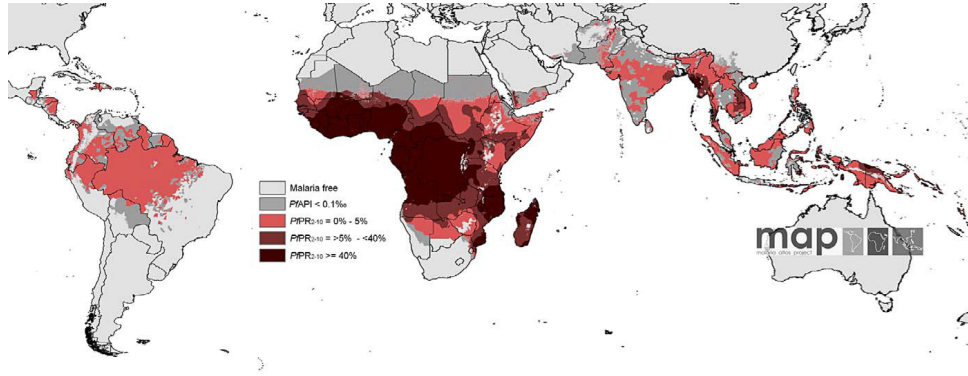 Malaria free
PfAPI < 0.1‰
PfPR2-10 = 0% - 5%
PfPR2-10 = >5% - <40%
PfPR2-10 >= 40%
map
malaria atlas project